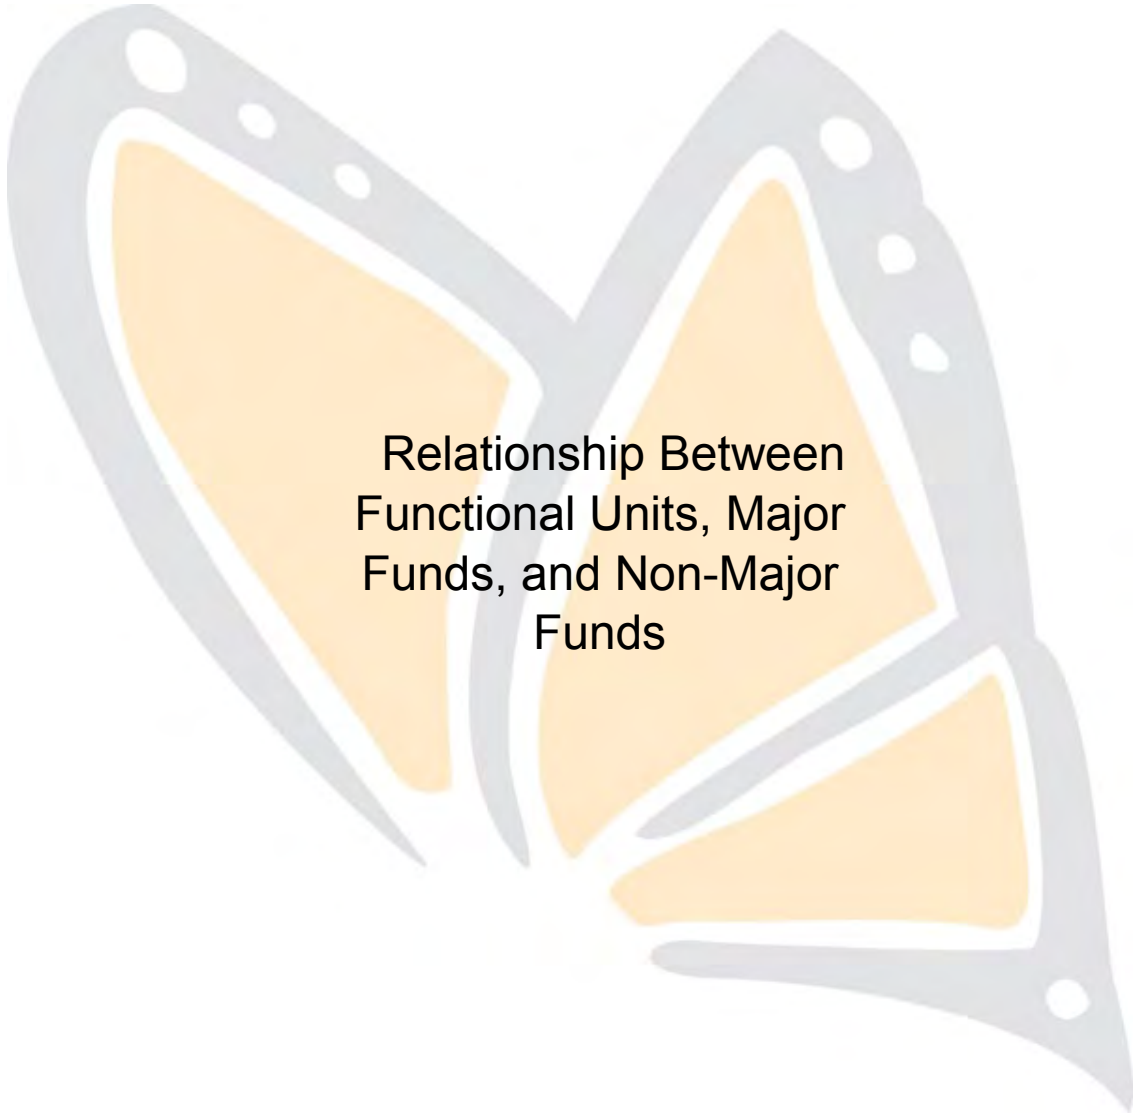 Relationship Between
Functional Units, Major
Funds, and Non-Major
Funds